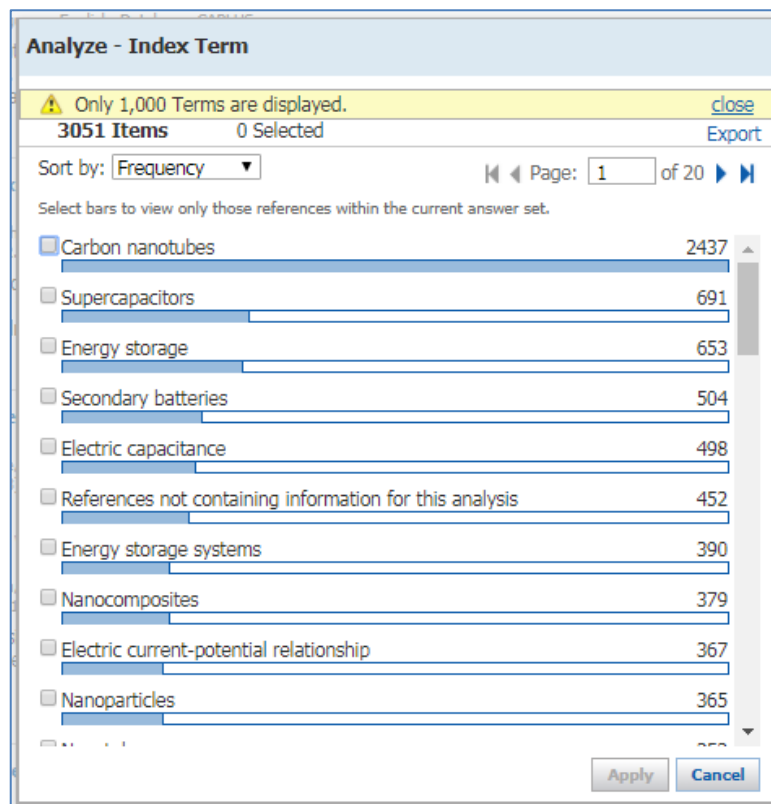 Analyze - Index Term
Only 1,000 Terms are displayed. close
3051 Items 0 Selected Export
Sort by: Frequency Page: 1 of 20
Select bars to view only those references within the current answer set.
Carbon nanotubes 2437
Supercapacitors 691
Energy storage 653
Secondary batteries 504
Electric capacitance 498
References not containing information for this analysis 452
Energy storage systems 390
Nanocomposites 379
Electric current-potential relationship 367
Nanoparticles 365
Apply Cancel